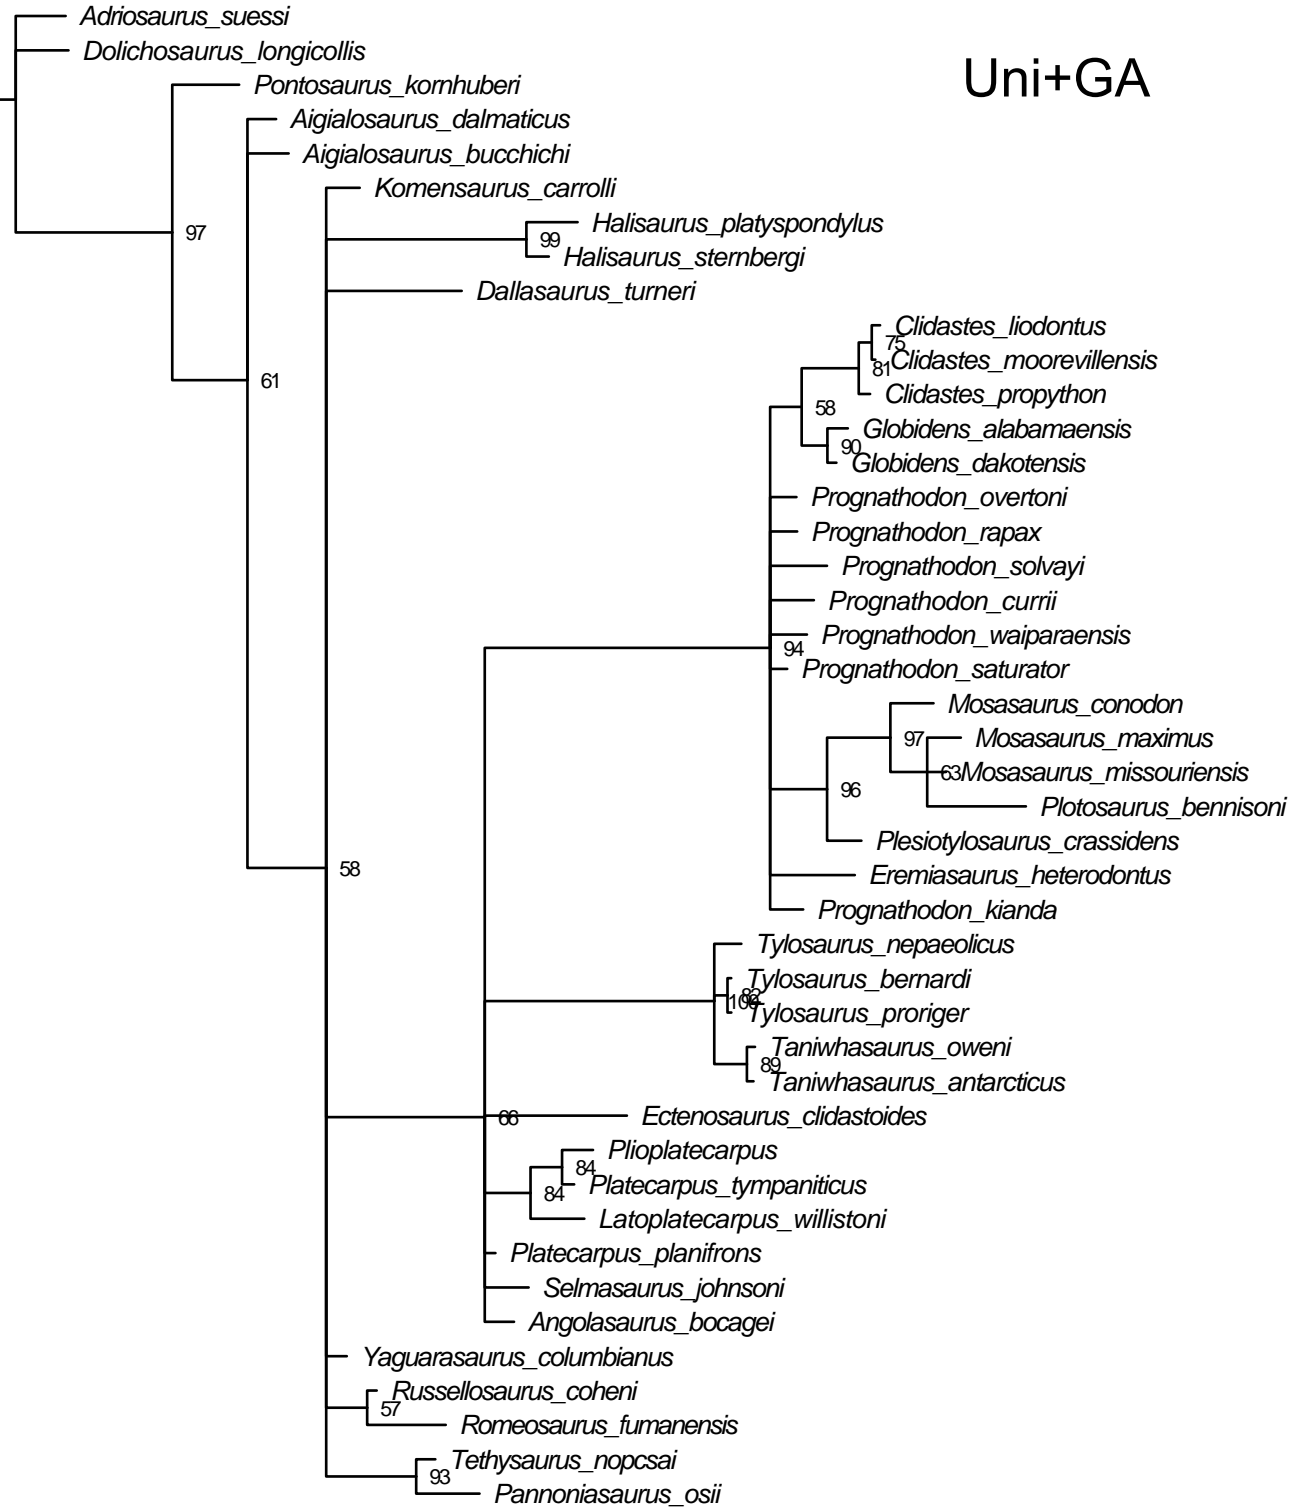 Adriosaurus_suessi
Dolichosaurus_longicollis
Uni+GA
Pontosaurus_kornhuberi
Aigialosaurus_dalmaticus
Aigialosaurus_bucchichi
Komensaurus_carrolli
Halisaurus_platyspondylus
97
99
Halisaurus_sternbergi
Dallasaurus_turneri
Clidastes_liodontus
75
Clidastes_moorevillensis
81
61
Clidastes_propython
58
Globidens_alabamaensis
90
Globidens_dakotensis
Prognathodon_overtoni
Prognathodon_rapax
Prognathodon_solvayi
Prognathodon_currii
Prognathodon_waiparaensis
94
Prognathodon_saturator
Mosasaurus_conodon
97
Mosasaurus_maximus
63
Mosasaurus_missouriensis
96
Plotosaurus_bennisoni
Plesiotylosaurus_crassidens
58
Eremiasaurus_heterodontus
Prognathodon_kianda
Tylosaurus_nepaeolicus
Tylosaurus_bernardi
Tylosaurus_proriger
Taniwhasaurus_oweni
89
Taniwhasaurus_antarcticus
66
Ectenosaurus_clidastoides
Plioplatecarpus
84
Platecarpus_tympaniticus
84
Latoplatecarpus_willistoni
Platecarpus_planifrons
Selmasaurus_johnsoni
Angolasaurus_bocagei
Yaguarasaurus_columbianus
Russellosaurus_coheni
57
Romeosaurus_fumanensis
Tethysaurus_nopcsai
93
Pannoniasaurus_osii